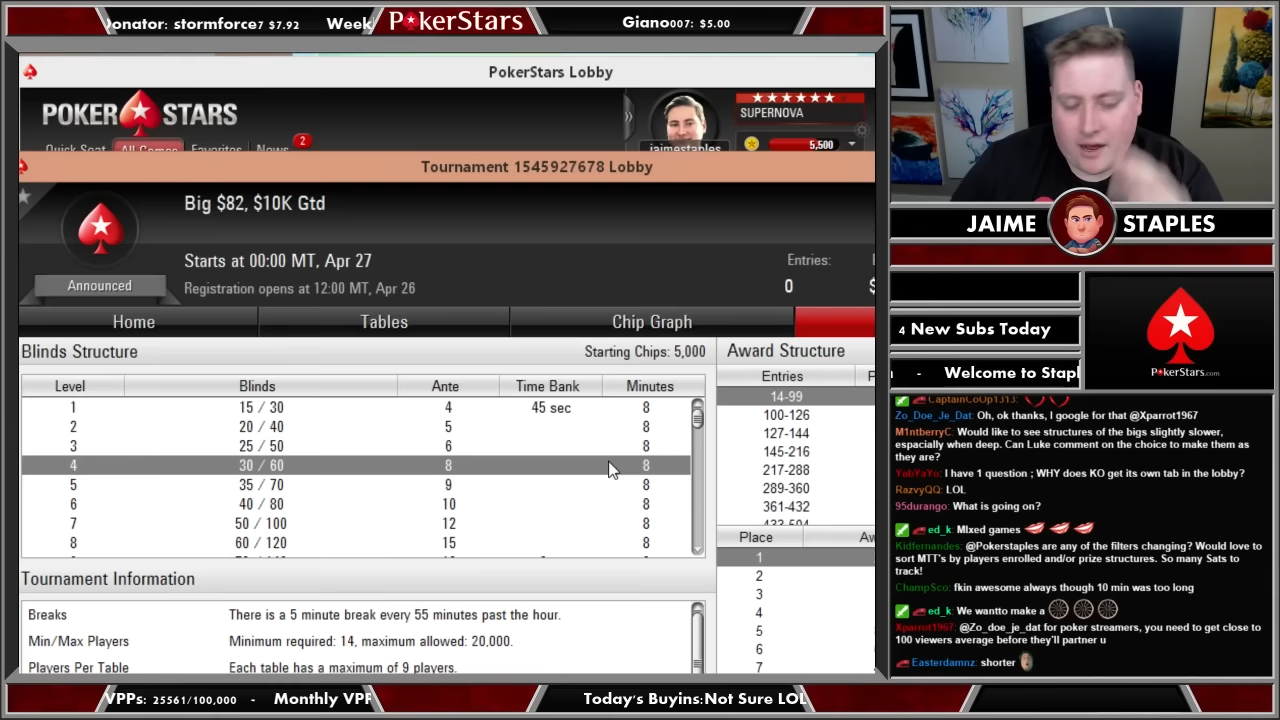 onator: stormforce7 $7.92 Week
PokerStars
Giano007: $5.00
PokerStars Lobby
POKER STARS
SUPERNOVA
Quick Seat All Games Favorites News 2
jaimestaples
5,500
Tournament 1545927678 Lobby
Big $82, $10K Gtd
Starts at 00:00 MT, Apr 27
Entries:
Announced
Registration opens at 12:00 MT, Apr 26
0
Home Tables Chip Graph
Blinds Structure
Starting Chips: 5,000
Level Blinds Ante Time Bank Minutes
1 15 / 30 4 45 sec 8
2 20 / 40 5 8
3 25 / 50 6 8
4 30 / 60 8 8
5 35 / 70 9 8
6 40 / 80 10 8
7 50 / 100 12 8
8 60 / 120 15 8
Award Structure
Entries
14-99
100-126
127-144
145-216
217-288
289-360
361-432
433-504
Place Aw
1
2
3
4
5
6
7
Tournament Information
Breaks There is a 5 minute break every 55 minutes past the hour.
Min/Max Players Minimum required: 14, maximum allowed: 20,000.
Players Per Table Each table has a maximum of 9 players.
JAIME STAPLES
4 New Subs Today
- Welcome to Stapl
PokerStars.com
CaptainCoOp1313:
Zo_Doe_Je_Dat: Oh, ok thanks, I google for that @Xparrot1967
M1ntberryC: Would like to see structures of the bigs slightly slower,
espacially when deep. Can Luke comment on the choice to make them as
they are?
YabYaYo: I have 1 question ; WHY does KO get its own tab in the lobby?
RazvyQQ: LOL
95durango: What is going on?
ed_k: MIxed games
Kidfernandes: @Pokerstaples are any of the filters changing? Would love to
sort MTT's by players enrolled and/or prize structures. So many Sats to
track!
ChampSco: fkin awesome always though 10 min was too long
ed_k: We wantto make a
Xparrot1967: @Zo_doe_je_dat for poker streamers, you need to get close to
100 viewers average before they'll partner u
Easterdamnz: shorter
VPPs: 25561/100,000 - Monthly VPP
Today's Buyins:Not Sure LOL